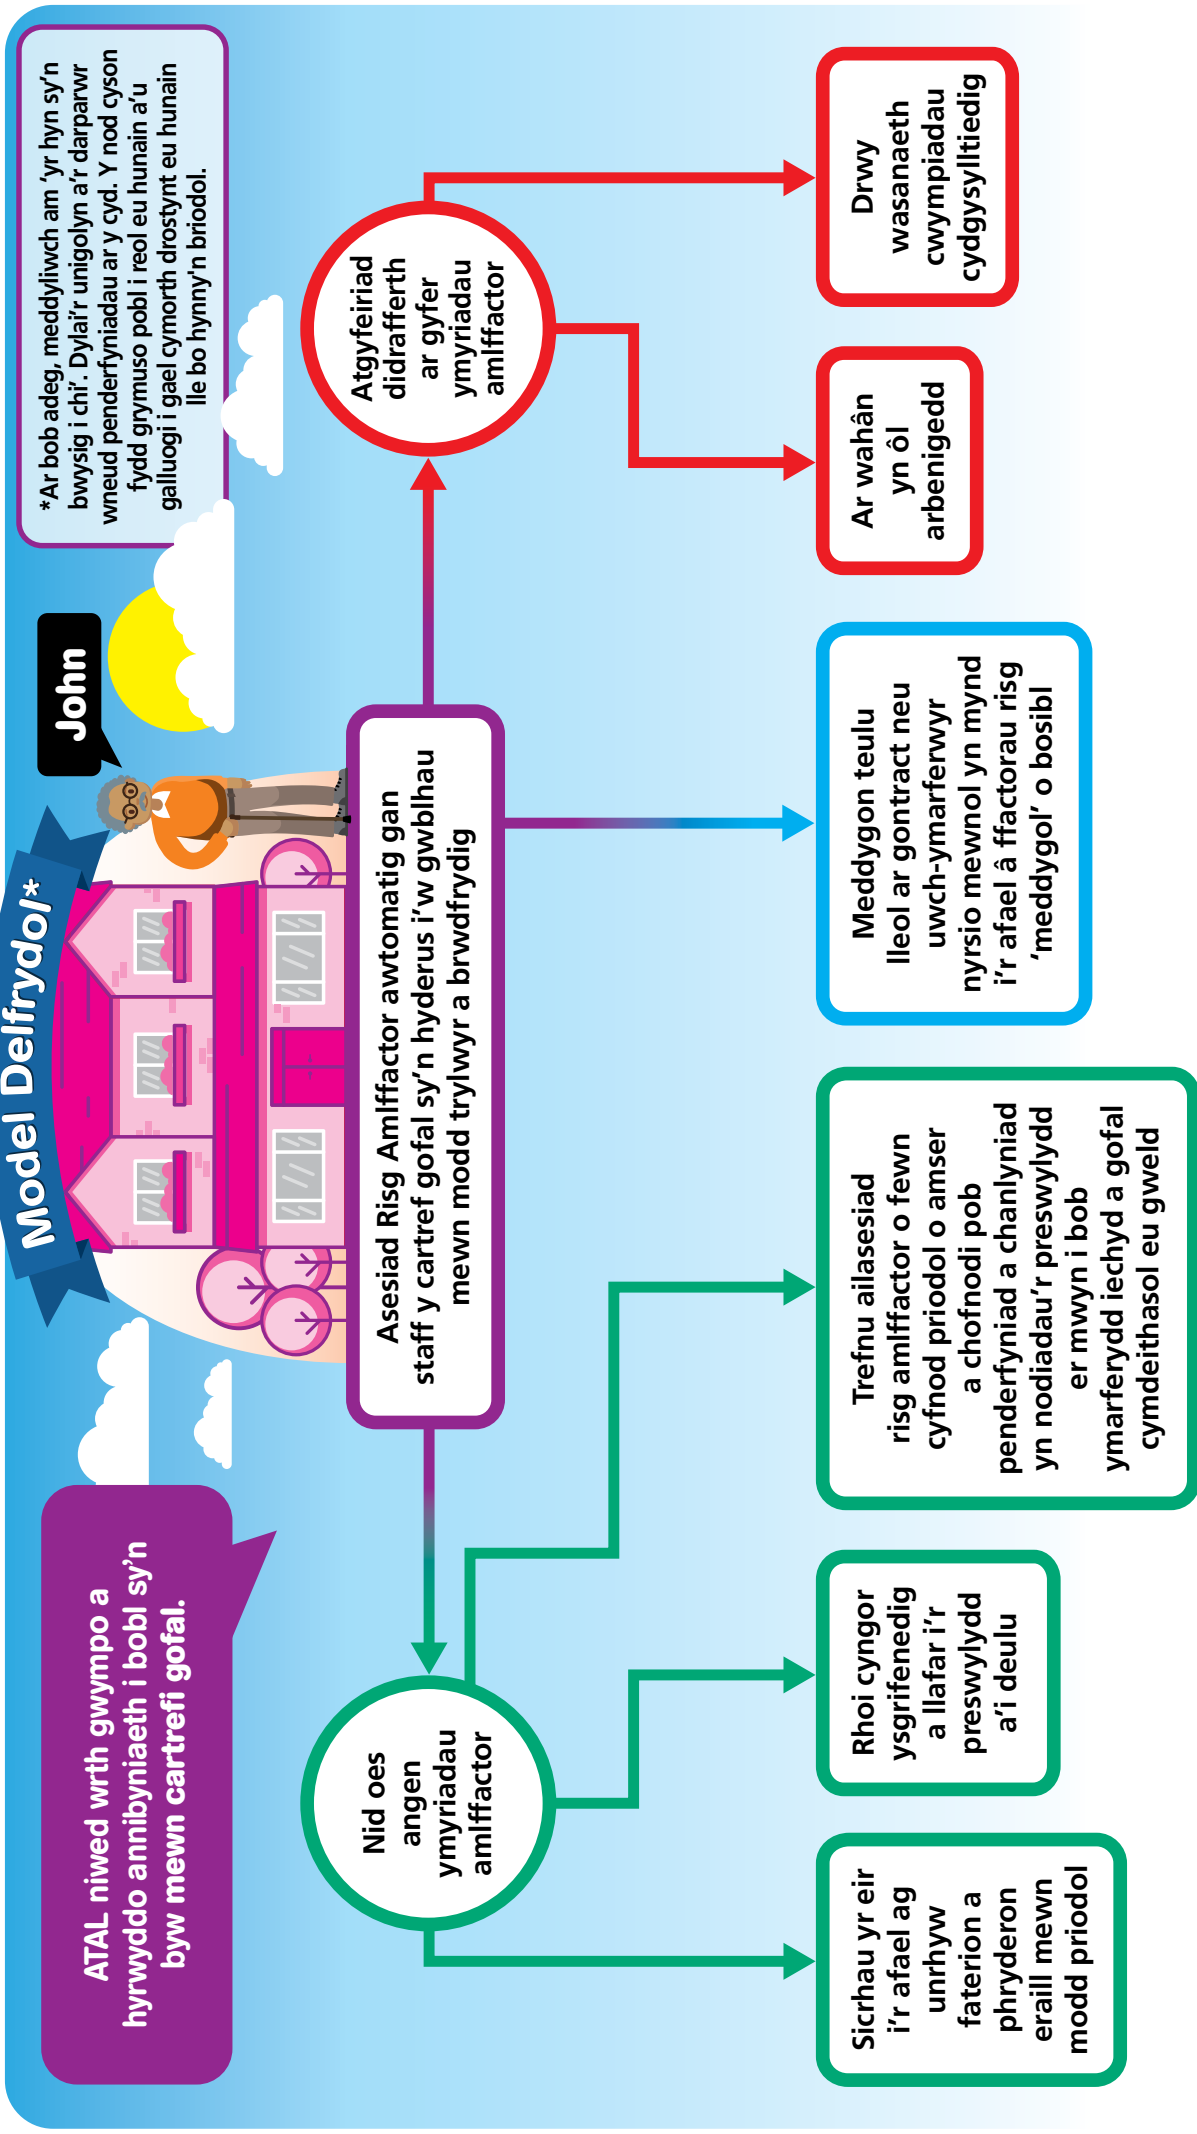 Model Delfrydol*
ATAL niwed wrth gwympo a
hyrwyddo annibyniaeth i bobl sy'n
byw mewn cartrefi gofal.
John
*Ar bob adeg, meddyliwch am 'yr hyn sy'n
bwysig i chi'. Dylai'r unigolyn a'r darparwr
wneud penderfyniadau ar y cyd. Y nod cyson
fydd grymuso pobl i reol eu hunain a'u
galluogi i gael cymorth drostynt eu hunain
lle bo hynny'n briodol.
Asesiad Risg Amlffactor awtomatig gan
staff y cartref gofal sy'n hyderus i'w gwblhau
mewn modd trylwyr a brwdfrydig
Nid oes
angen
ymyriadau
amlffactor
Atgyfeiriad
didrafferth
ar gyfer
ymyriadau
amlffactor
Sicrhau yr eir
i'r afael ag
unrhyw
faterion a
phryderon
eraill mewn
modd priodol
Rhoi cyngor
ysgrifenedig
a llafar i'r
preswylydd
a'i deulu
Trefnu ailasesiad
risg amlffactor o fewn
cyfnod priodol o amser
a chofnodi pob
penderfyniad a chanlyniad
yn nodiadau'r preswylydd
er mwyn i bob
ymarferydd iechyd a gofal
cymdeithasol eu gweld
Meddygon teulu
lleol ar gontract neu
uwch-ymarferwyr
nyrsio mewnol yn mynd
i'r afael â ffactorau risg
'meddygol' o bosibl
Ar wahân
yn ôl
arbenigedd
Drwy
wasanaeth
cwympiadau
cydgysylltiedig